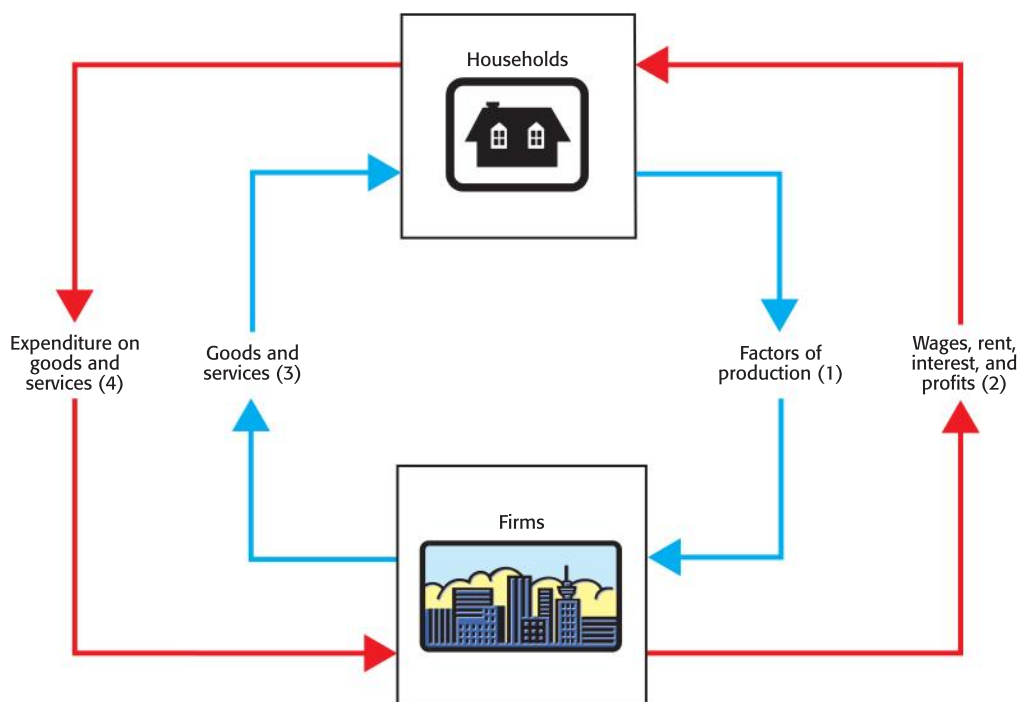 Households
Expenditure on
goods and
services (4)
Goods and
services (3)
Factors of
production (1)
Wages, rent,
interest, and
profits (2)
Firms